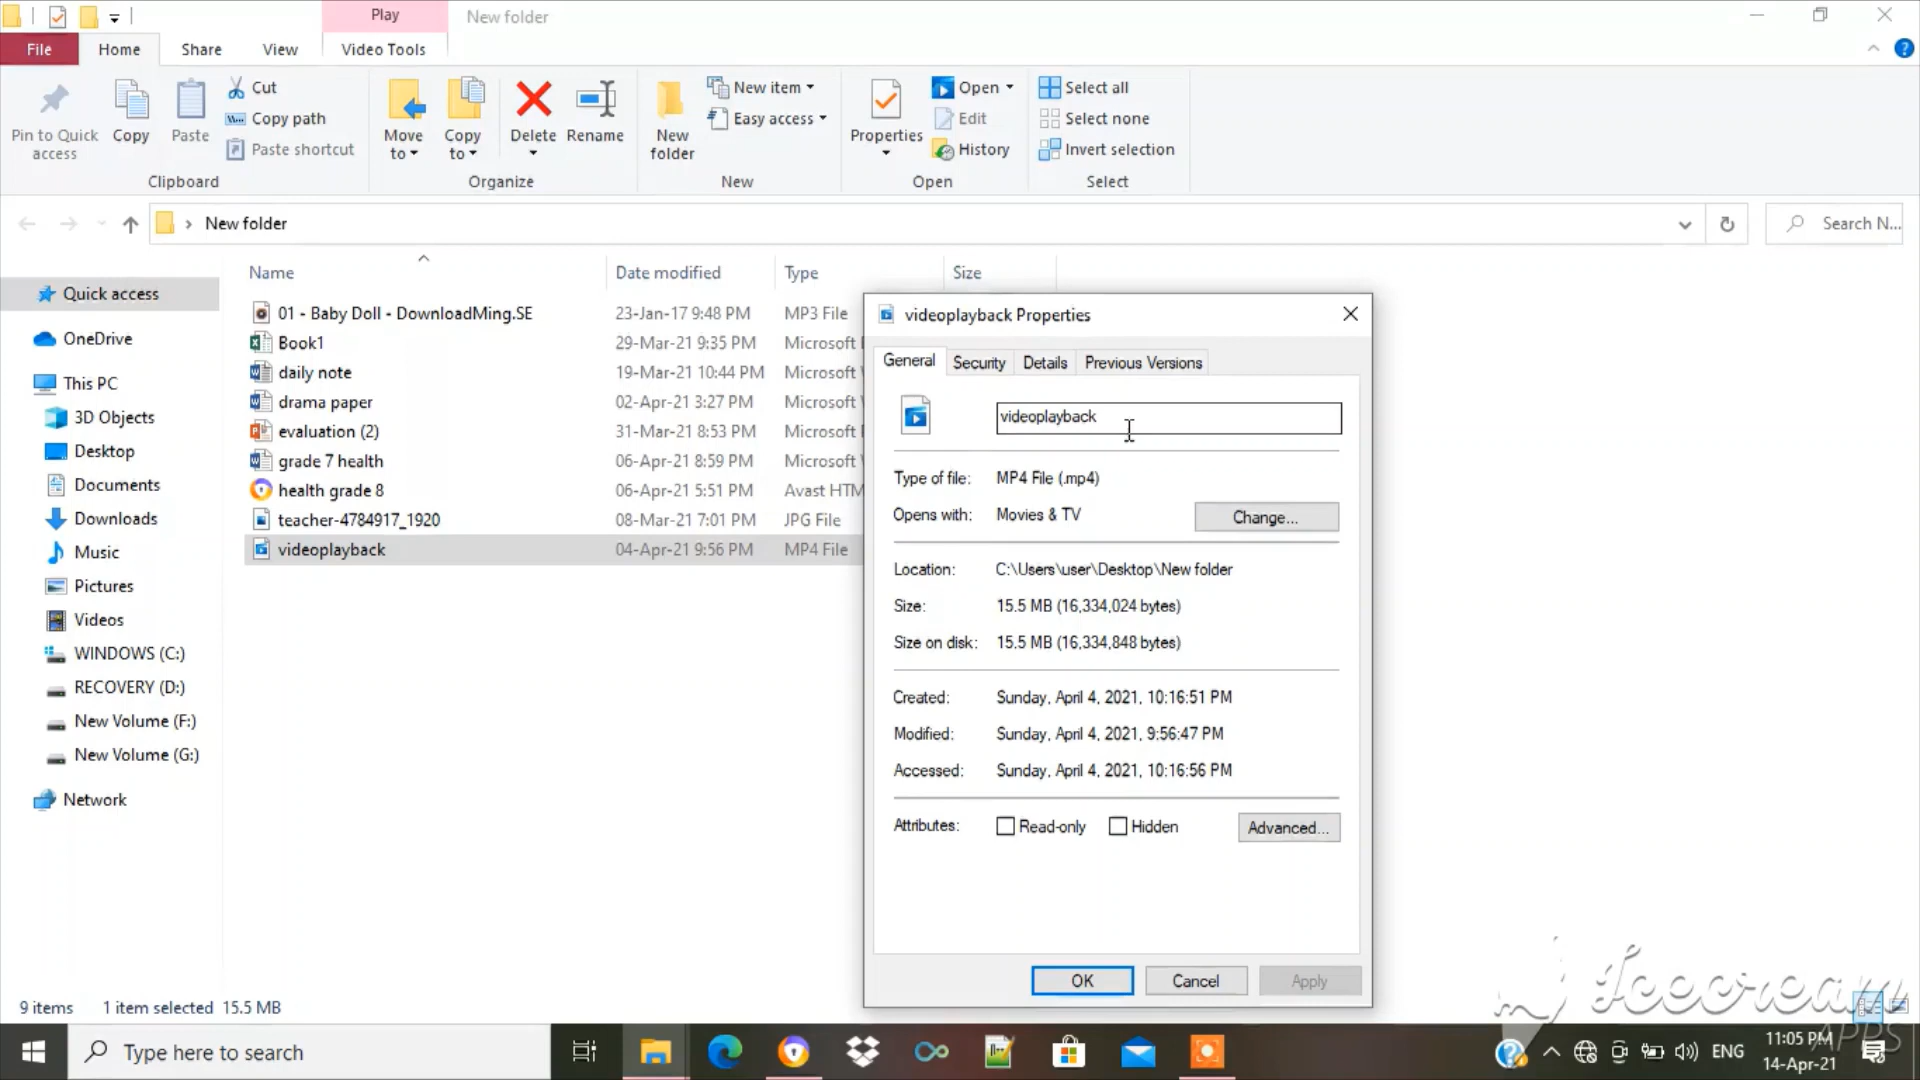 Play
New folder
File
Home
Share
View
Video Tools
Pin to Quick access
Copy
Paste
Cut
Copy path
Paste shortcut
Clipboard
Move to
Copy to
Delete
Rename
Organize
New folder
New item
Easy access
New
Properties
Open
Edit
History
Open
Select all
Select none
Invert selection
Select
New folder
Search N...
Name
Date modified
Type
Size
Quick access
OneDrive
This PC
3D Objects
Desktop
Documents
Downloads
Music
Pictures
Videos
WINDOWS (C:)
RECOVERY (D:)
New Volume (F:)
New Volume (G:)
Network
01 - Baby Doll - DownloadMing.SE 23-Jan-17 9:48 PM MP3 File
Book1 29-Mar-21 9:35 PM Microsoft
daily note 19-Mar-21 10:44 PM Microsoft
drama paper 02-Apr-21 3:27 PM Microsoft
evaluation (2) 31-Mar-21 8:53 PM Microsoft
grade 7 health 06-Apr-21 8:59 PM Microsoft
health grade 8 06-Apr-21 5:51 PM Avast HTM
teacher-4784917_1920 08-Mar-21 7:01 PM JPG File
videoplayback 04-Apr-21 9:56 PM MP4 File
videoplayback Properties
General Security Details Previous Versions
videoplayback
Type of file: MP4 File (.mp4)
Opens with: Movies & TV
Change...
Location: C:\Users\user\Desktop\New folder
Size: 15.5 MB (16,334,024 bytes)
Size on disk: 15.5 MB (16,334,848 bytes)
Created: Sunday, April 4, 2021, 10:16:51 PM
Modified: Sunday, April 4, 2021, 9:56:47 PM
Accessed: Sunday, April 4, 2021, 10:16:56 PM
Attributes: Read-only Hidden
Advanced...
OK Cancel Apply
9 items 1 item selected 15.5 MB
Icecream
APPS
Type here to search
ENG
11:05 PM
14-Apr-21